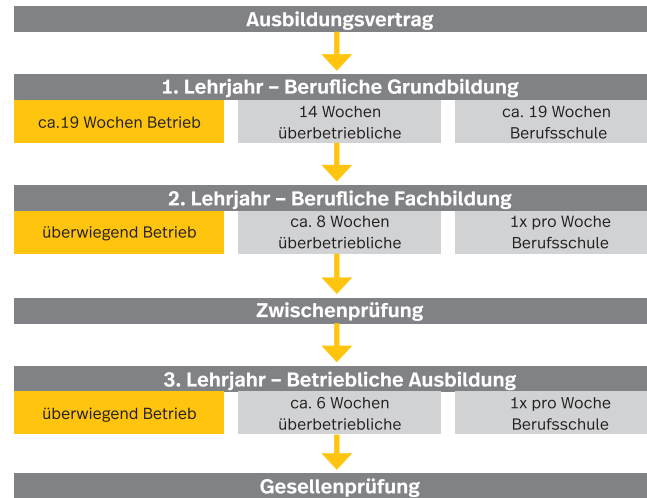 Ausbildungsvertrag
1. Lehrjahr – Berufliche Grundbildung
ca.19 Wochen Betrieb
14 Wochen
überbetriebliche
ca. 19 Wochen
Berufsschule
2. Lehrjahr – Berufliche Fachbildung
überwiegend Betrieb
ca. 8 Wochen
überbetriebliche
1x pro Woche
Berufsschule
Zwischenprüfung
3. Lehrjahr – Betriebliche Ausbildung
überwiegend Betrieb
ca. 6 Wochen
überbetriebliche
1x pro Woche
Berufsschule
Gesellenprüfung